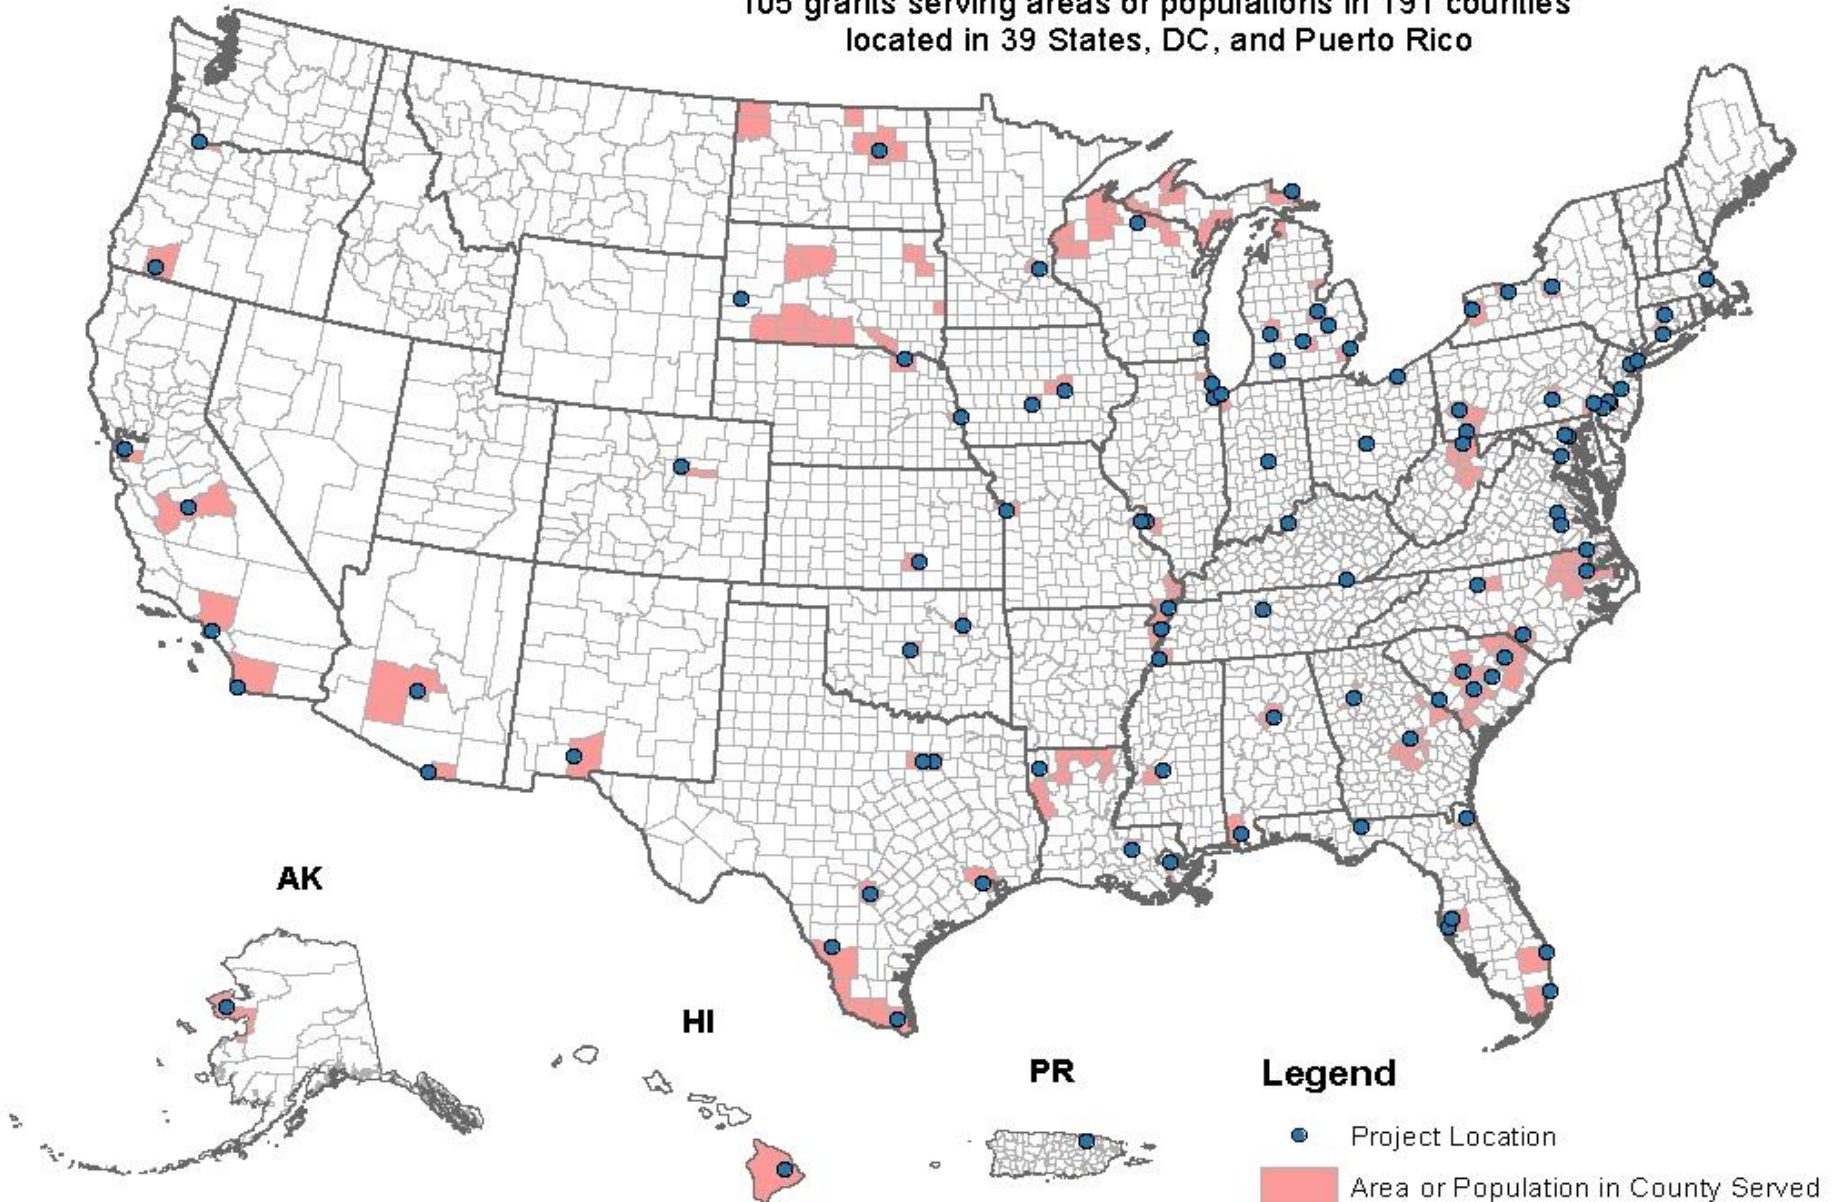 105 grants serving areas or populations in 191 counties
located in 39 States, DC, and Puerto Rico
AK
HI
PR
Legend
Project Location
Area or Population in County Served